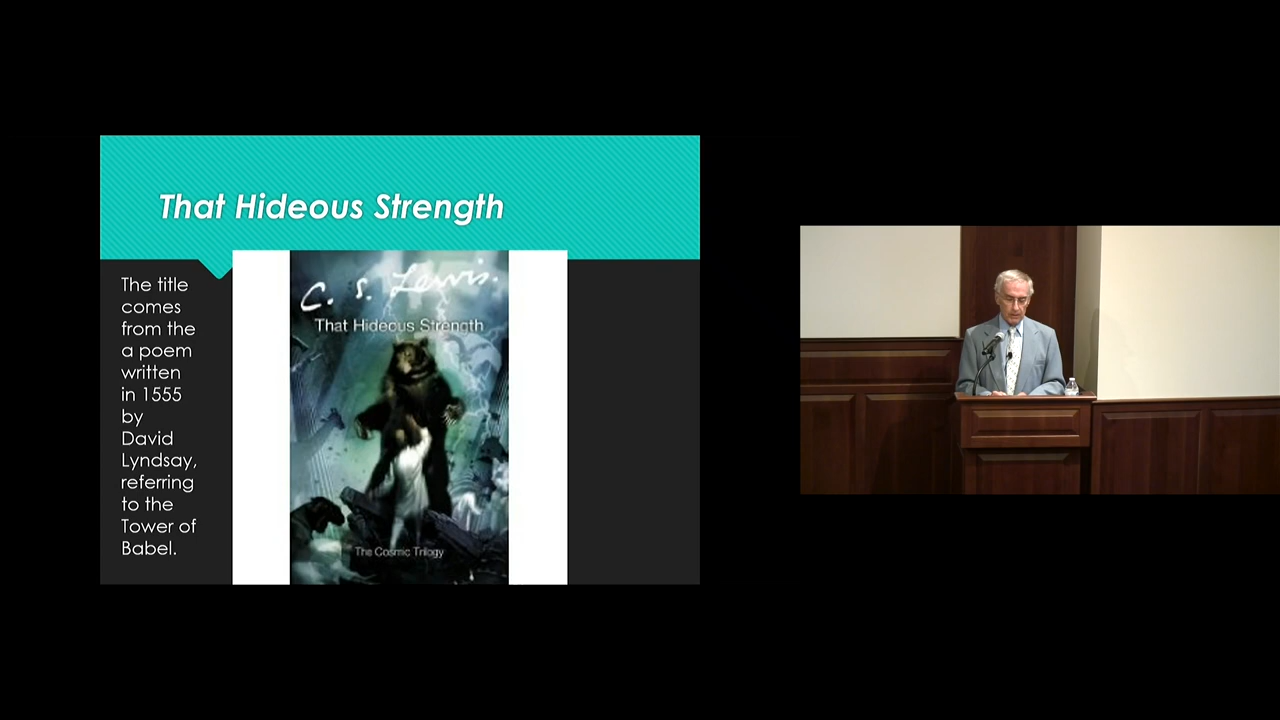 That Hideous Strength
The title
comes
from the
a poem
written
in 1555
by
David
Lyndsay,
referring
to the
Tower of
Babel.
C. S. Lewis.
That Hideous Strength
The Cosmic Trilogy